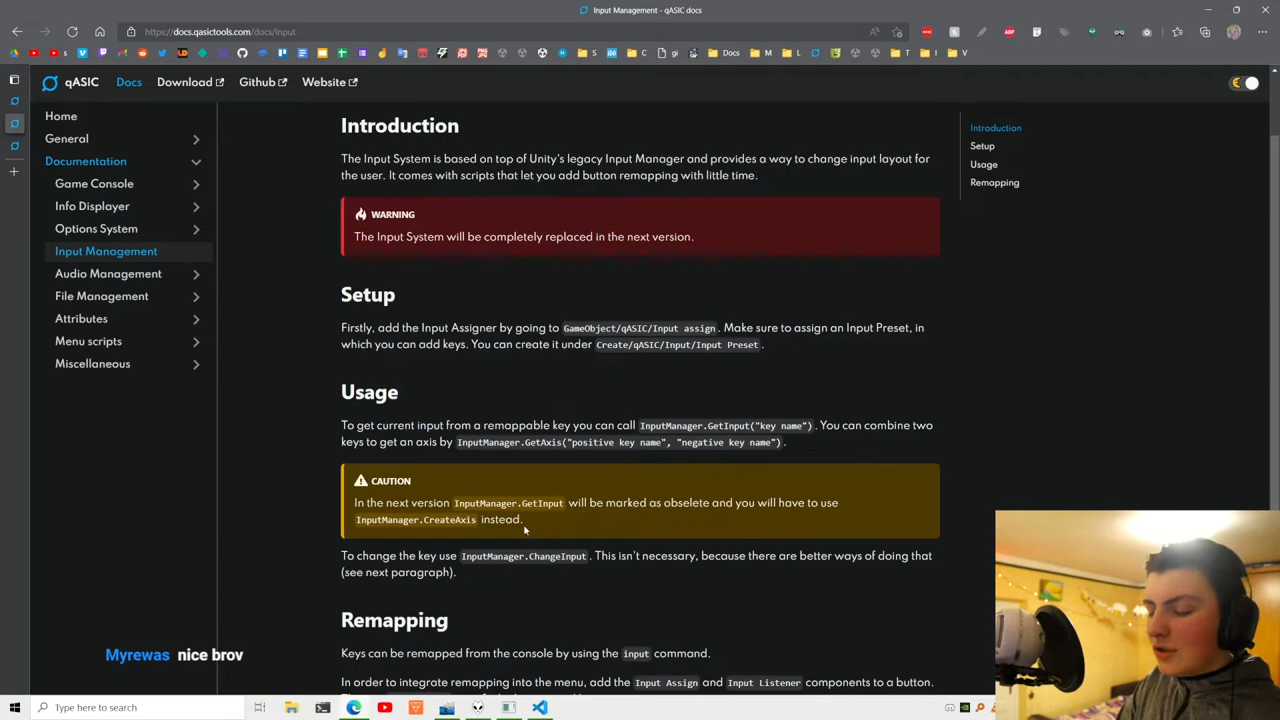 Input Management - qASIC docs
https://docs.qasictools.com/docs/input
S
C
gi
Docs
M
L
T
I
V
qASIC
Docs
Download
Github
Website
Home
General
Documentation
Game Console
Info Displayer
Options System
Input Management
Audio Management
File Management
Attributes
Menu scripts
Miscellaneous
Introduction
The Input System is based on top of Unity's legacy Input Manager and provides a way to change input layout for
the user. It comes with scripts that let you add button remapping with little time.
WARNING
The Input System will be completely replaced in the next version.
Setup
Firstly, add the Input Assigner by going to GameObject/qASIC/Input assign. Make sure to assign an Input Preset, in
which you can add keys. You can create it under Create/qASIC/Input/Input Preset.
Usage
To get current input from a remappable key you can call InputManager.GetInput("key name"). You can combine two
keys to get an axis by InputManager.GetAxis("positive key name", "negative key name").
CAUTION
In the next version InputManager.GetInput will be marked as obselete and you will have to use
InputManager.CreateAxis instead.
To change the key use InputManager.ChangeInput. This isn't necessary, because there are better ways of doing that
(see next paragraph).
Remapping
Keys can be remapped from the console by using the input command.
In order to integrate remapping into the menu, add the Input Assign and Input Listener components to a button.
Introduction
Setup
Usage
Remapping
Myrewas nice brov
Type here to search